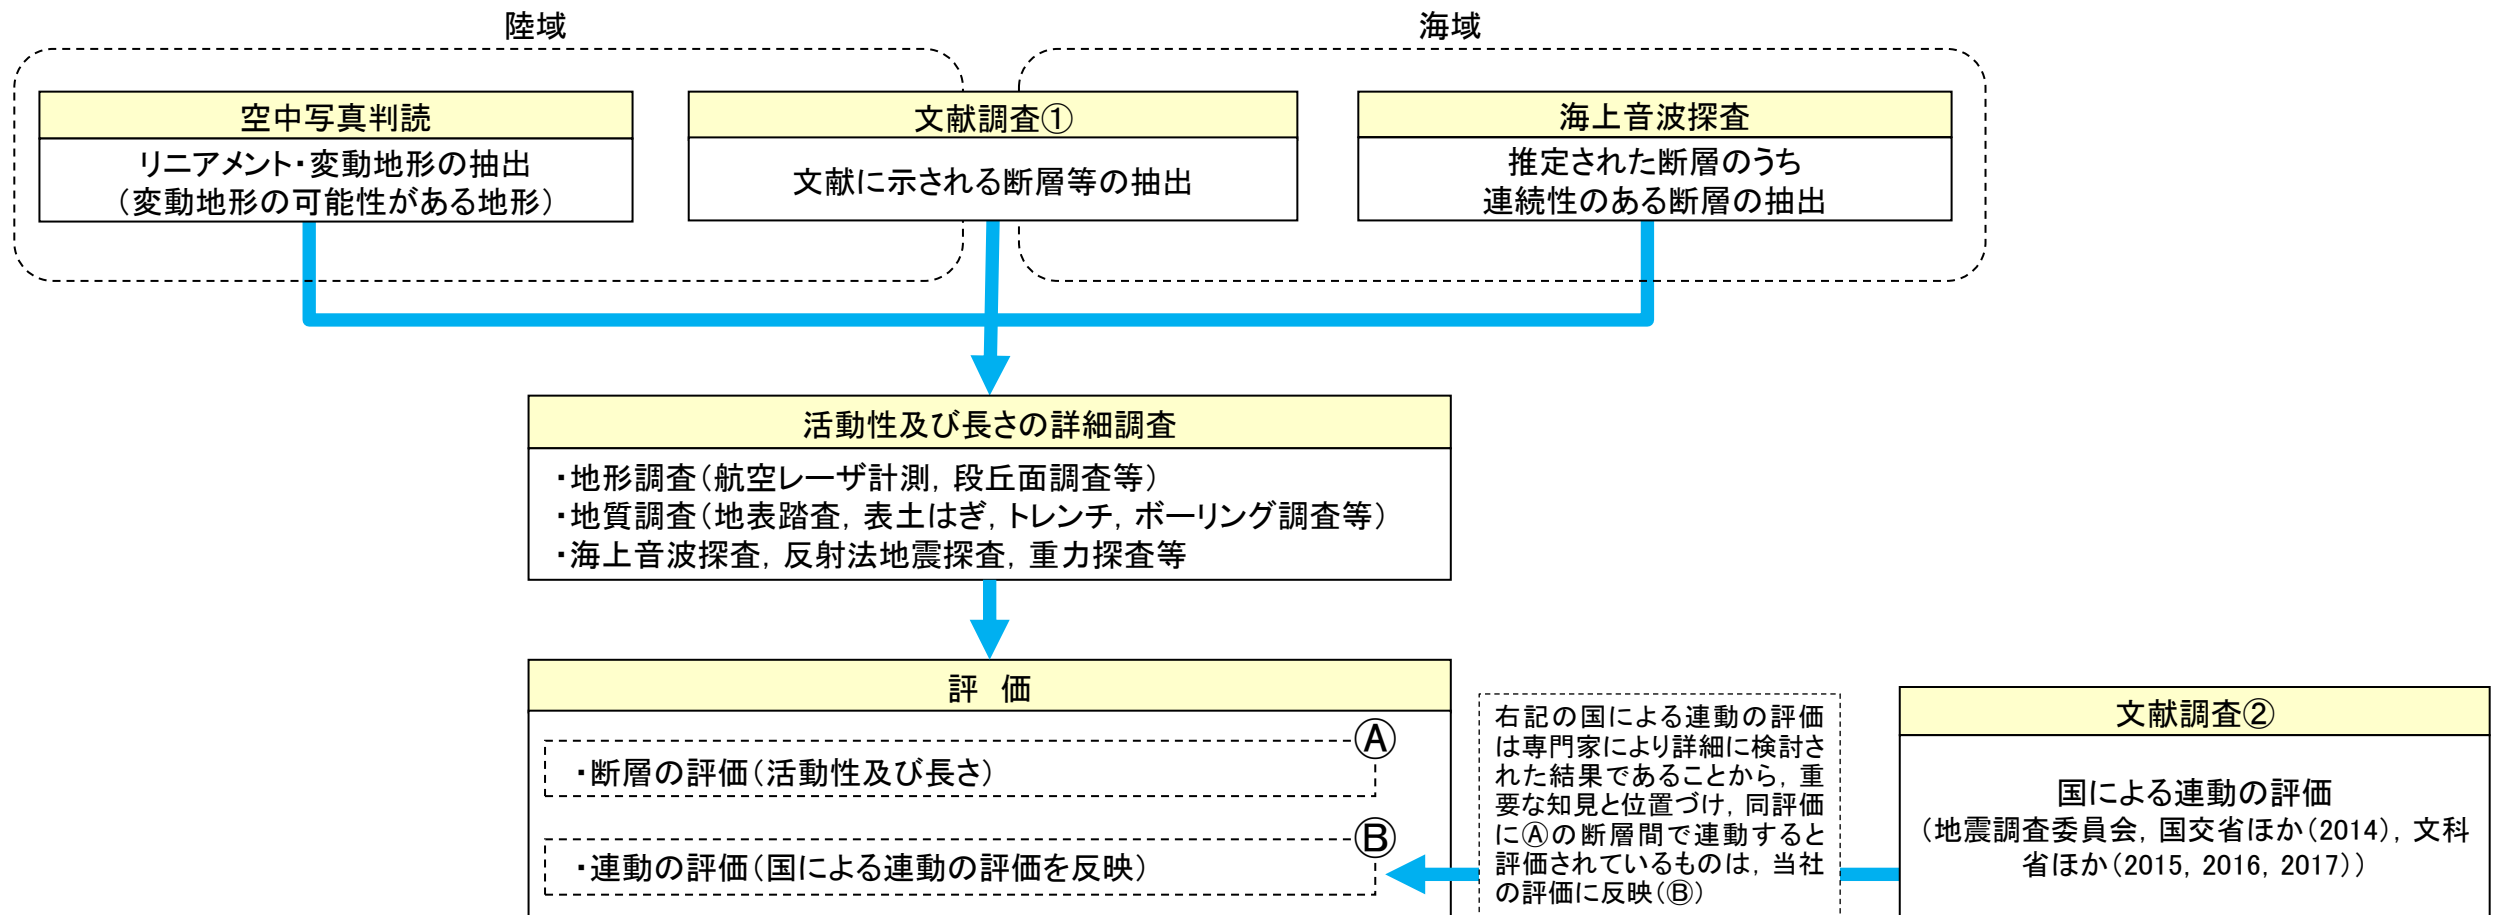 陸域
海域
空中写真判読
リニアメント・変動地形の抽出
（変動地形の可能性がある地形）
文献調査①
文献に示される断層等の抽出
海上音波探査
推定された断層のうち
連続性のある断層の抽出
活動性及び長さの詳細調査
・地形調査（航空レーザ計測，段丘面調査等）
・地質調査（地表踏査，表土はぎ，トレンチ，ボーリング調査等）
・海上音波探査，反射法地震探査，重力探査等
評　価
Ⓐ
・断層の評価（活動性及び長さ）
Ⓑ
・連動の評価（国による連動の評価を反映）
右記の国による連動の評価
は専門家により詳細に検討さ
れた結果であることから，重
要な知見と位置づけ，同評価
にⒶの断層間で連動すると
評価されているものは，当社
の評価に反映（Ⓑ）
文献調査②
国による連動の評価
（地震調査委員会，国交省ほか（2014），文科
省ほか（2015，2016，2017））